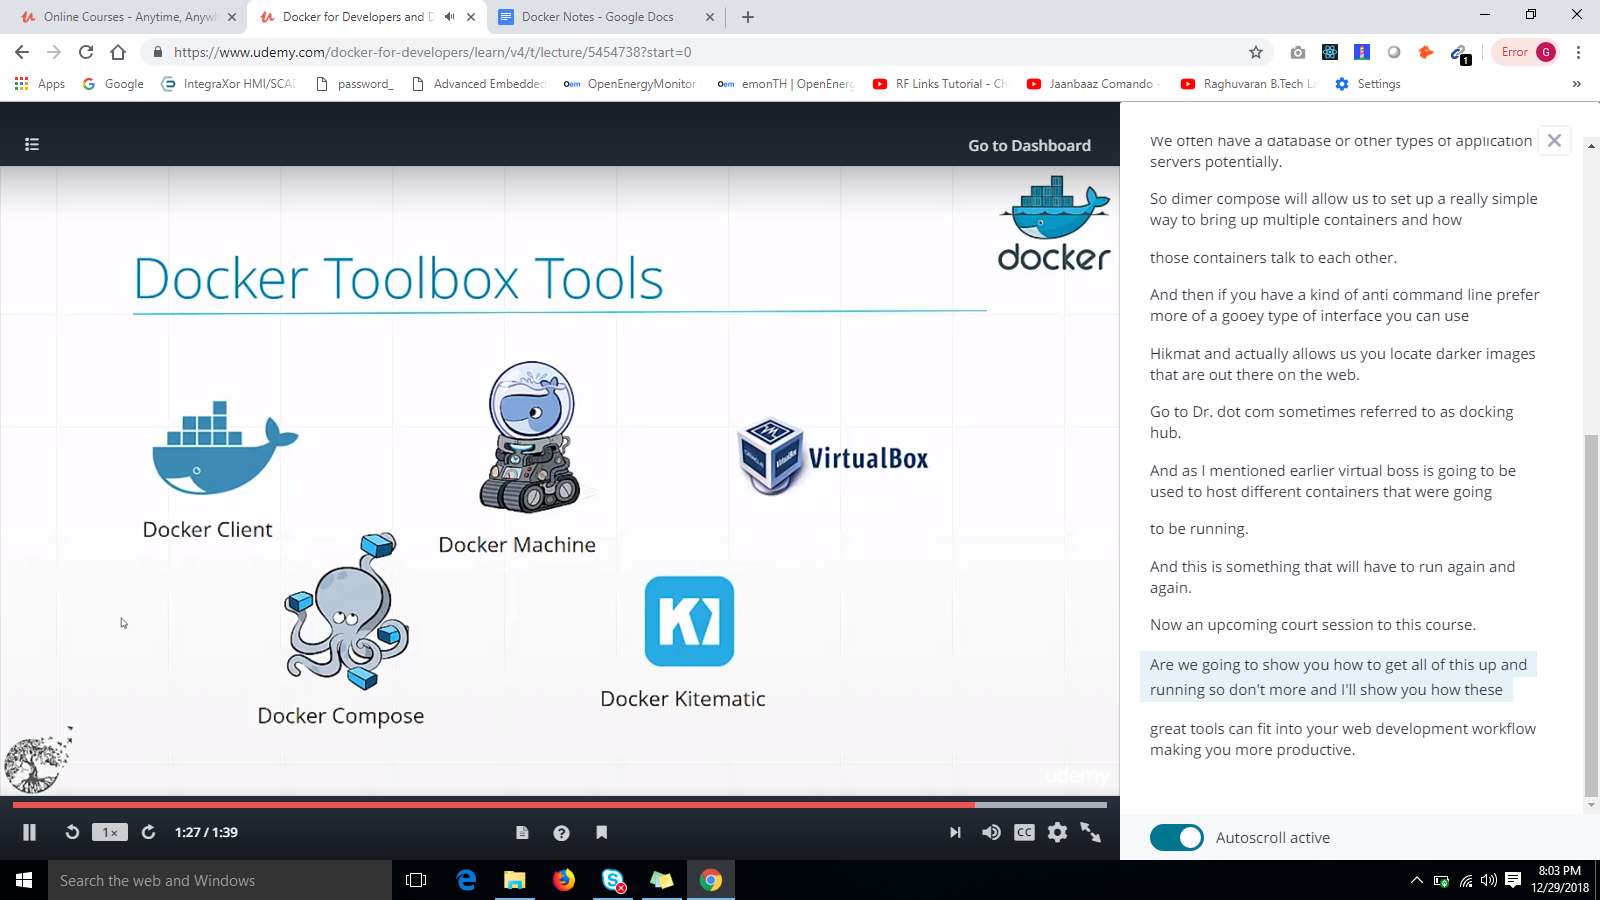 Online Courses - Anytime, Anywh
Docker for Developers and D
Docker Notes - Google Docs
https://www.udemy.com/docker-for-developers/learn/v4/t/lecture/5454738?start=0
1
Error
G
Apps
Google
IntegraXor HMI/SCAD
password_
Advanced Embedded
OpenEnergyMonitor
emonTH | OpenEnerg
RF Links Tutorial - Ch
Jaanbaaz Comando -
Raghuvaran B.Tech La
Settings
»
Go to Dashboard
docker
Docker Toolbox Tools
VirtualBox
Docker Client
Docker Machine
Docker Compose
Docker Kitematic
udemy
1x
1:27 / 1:39
CC
We often have a database or other types of application
servers potentially.
So dimer compose will allow us to set up a really simple
way to bring up multiple containers and how
those containers talk to each other.
And then if you have a kind of anti command line prefer
more of a gooey type of interface you can use
Hikmat and actually allows us you locate darker images
that are out there on the web.
Go to Dr. dot com sometimes referred to as docking
hub.
And as I mentioned earlier virtual boss is going to be
used to host different containers that were going
to be running.
And this is something that will have to run again and
again.
Now an upcoming court session to this course.
Are we going to show you how to get all of this up and
running so don't more and I'll show you how these
great tools can fit into your web development workflow
making you more productive.
Autoscroll active
Search the web and Windows
8:03 PM
12/29/2018